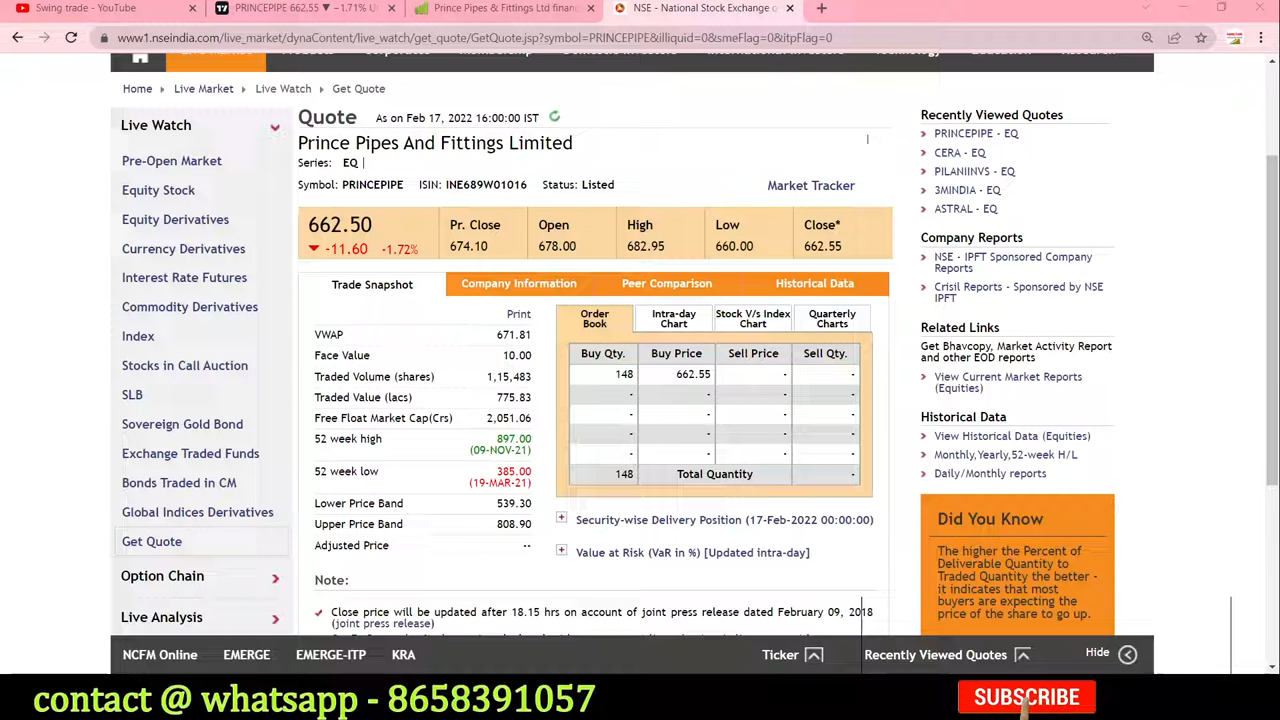 Swing trade - YouTube
PRINCEPIPE 662.55 ▼ −1.71% U
Prince Pipes & Fittings Ltd finan
NSE - National Stock Exchange o
www1.nseindia.com/live_market/dynaContent/live_watch/get_quote/GetQuote.jsp?symbol=PRINCEPIPE&illiquid=0&smeFlag=0&itpFlag=0
Home
Live Market
Live Watch
Get Quote
Live Watch
Pre-Open Market
Equity Stock
Equity Derivatives
Currency Derivatives
Interest Rate Futures
Commodity Derivatives
Index
Stocks in Call Auction
SLB
Sovereign Gold Bond
Exchange Traded Funds
Bonds Traded in CM
Global Indices Derivatives
Get Quote
Option Chain
Live Analysis
Quote As on Feb 17, 2022 16:00:00 IST
Prince Pipes And Fittings Limited
Series: EQ |
Symbol: PRINCEPIPE ISIN: INE689W01016 Status: Listed Market Tracker
662.50 Pr. Close Open High Low Close*
-11.60 -1.72% 674.10 678.00 682.95 660.00 662.55
Trade Snapshot Company Information Peer Comparison Historical Data
Print
VWAP 671.81
Face Value 10.00
Traded Volume (shares) 1,15,483
Traded Value (lacs) 775.83
Free Float Market Cap(Crs) 2,051.06
52 week high 897.00
(09-NOV-21)
52 week low 385.00
(19-MAR-21)
Lower Price Band 539.30
Upper Price Band 808.90
Adjusted Price --
Order Intra-day Stock V/s Index Quarterly
Book Chart Chart Charts
Buy Qty. Buy Price Sell Price Sell Qty.
148 662.55 - -
- - - -
- - - -
- - - -
- - - -
148 Total Quantity -
Security-wise Delivery Position (17-Feb-2022 00:00:00)
Value at Risk (VaR in %) [Updated intra-day]
Note:
Close price will be updated after 18.15 hrs on account of joint press release dated February 09, 2018
(joint press release)
Recently Viewed Quotes
PRINCEPIPE - EQ
CERA - EQ
PILANIINVS - EQ
3MINDIA - EQ
ASTRAL - EQ
Company Reports
NSE - IPFT Sponsored Company
Reports
Crisil Reports - Sponsored by NSE
IPFT
Related Links
Get Bhavcopy, Market Activity Report
and other EOD reports
View Current Market Reports
(Equities)
Historical Data
View Historical Data (Equities)
Monthly,Yearly,52-week H/L
Daily/Monthly reports
Did You Know
The higher the Percent of
Deliverable Quantity to
Traded Quantity the better -
it indicates that most
buyers are expecting the
price of the share to go up.
NCFM Online EMERGE EMERGE-ITP KRA Ticker Recently Viewed Quotes Hide
contact @ whatsapp - 8658391057
SUBSCRIBE